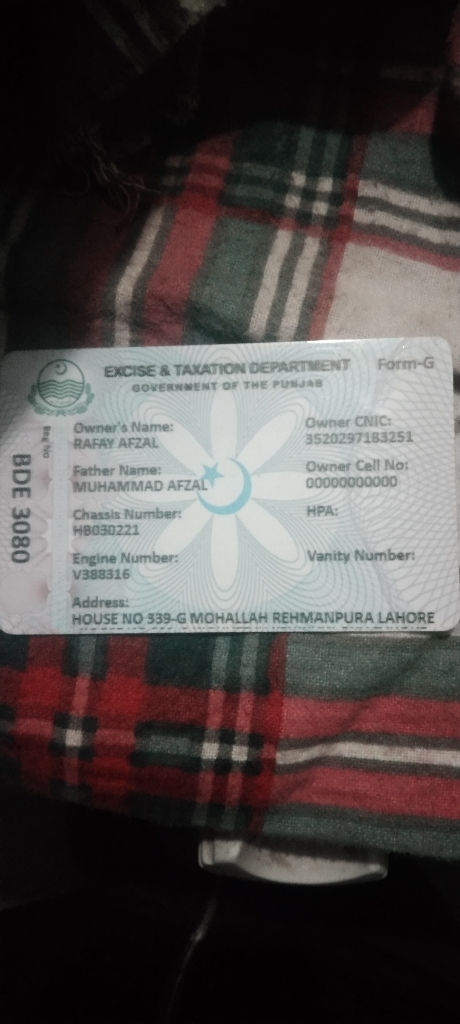 EXCISE & TAXATION DEPARTMENT
Form-G
GOVERNMENT OF THE PUNJAB
Reg No
BDE 3080
Owner's Name:
RAFAY AFZAL
Owner CNIC:
3520297183251
Father Name:
MUHAMMAD AFZAL
Owner Cell No:
00000000000
Chassis Number:
HB030221
HPA:
Engine Number:
V388316
Vanity Number:
Address:
HOUSE NO 339-G MOHALLAH REHMANPURA LAHORE